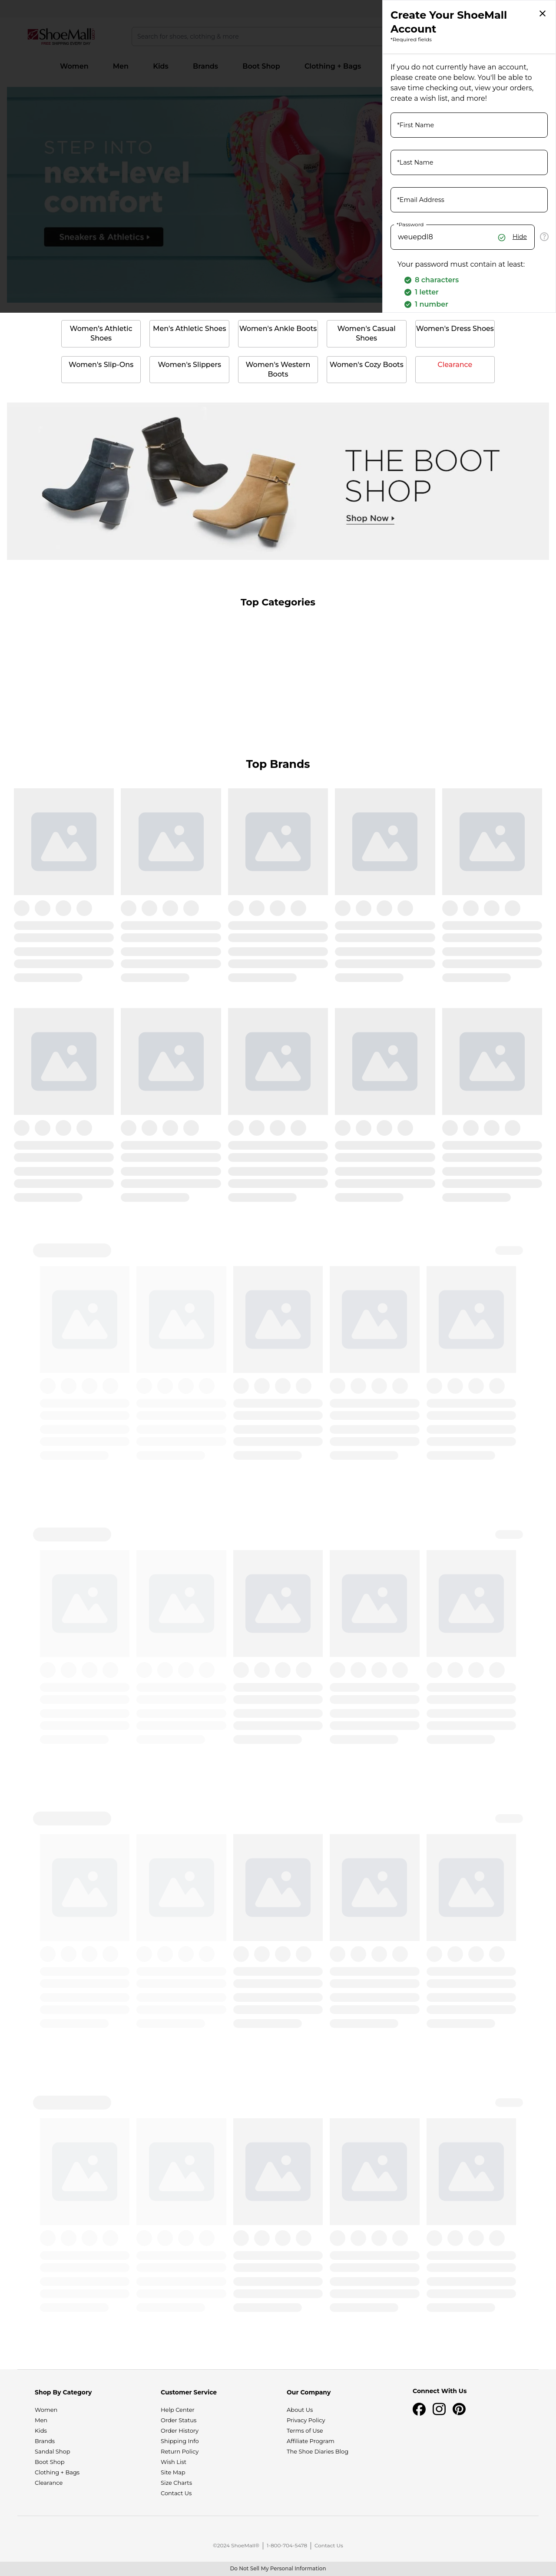 ShoeMall
Search for shoes, clothing & more
Women
Men
Kids
Brands
Boot Shop
Clothing + Bags
STEP INTO
next-level
comfort
Sneakers & Athletics
Create Your ShoeMall
Account
*Required fields
If you do not currently have an account,
please create one below. You'll be able to
save time checking out, view your orders,
create a wish list, and more!
*First Name
*Last Name
*Email Address
*Password
weuepdl8
Hide
?
Your password must contain at least:
8 characters
1 letter
1 number
Women's Athletic
Shoes
Men's Athletic Shoes
Women's Ankle Boots
Women's Casual
Shoes
Women's Dress Shoes
Women's Slip-Ons
Women's Slippers
Women's Western
Boots
Women's Cozy Boots
Clearance
THE BOOT
SHOP
Shop Now
Top Categories
Top Brands
Shop By Category
Women
Men
Kids
Brands
Sandal Shop
Boot Shop
Clothing + Bags
Clearance
Customer Service
Help Center
Order Status
Order History
Shipping Info
Return Policy
Wish List
Site Map
Size Charts
Contact Us
Our Company
About Us
Privacy Policy
Terms of Use
Affiliate Program
The Shoe Diaries Blog
Connect With Us
©2024 ShoeMall® | 1-800-704-5478 | Contact Us
Do Not Sell My Personal Information